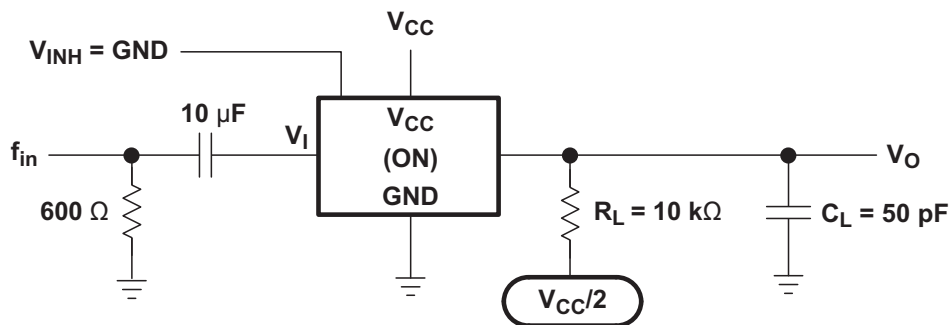 V_CC
V_INH = GND
10 µF
V_CC
V_I
f_in
(ON)
V_O
GND
600 Ω
R_L = 10 kΩ
C_L = 50 pF
V_CC/2